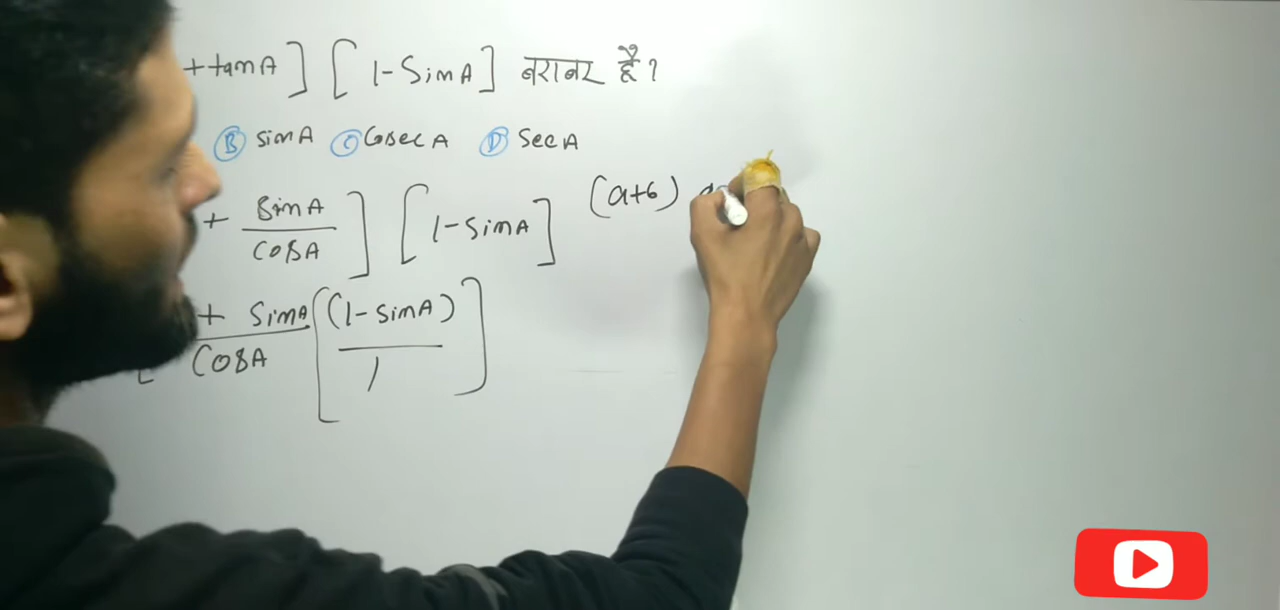 +tanA] [1-SinA] बराबर है?
(B) sinA (C) CosecA (D) SecA
+ SinA/CosA] [1-sinA] (a+b)
+ SinA/CosA [(1-sinA)/1]